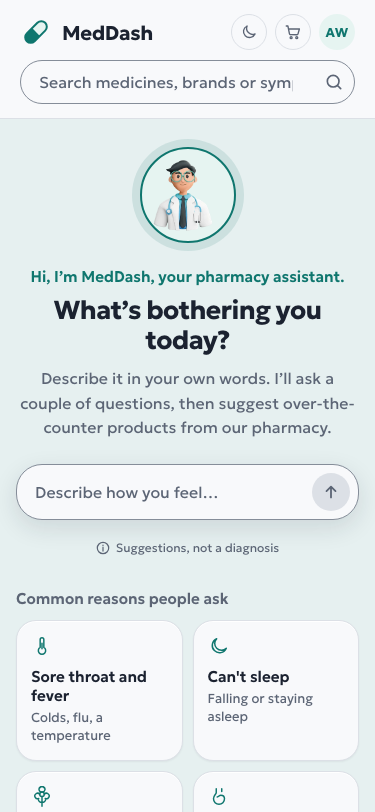 MedDash
AW
Search medicines, brands or sym
Hi, I’m MedDash, your pharmacy assistant.
What’s bothering you
today?
Describe it in your own words. I’ll ask a
couple of questions, then suggest over-the-
counter products from our pharmacy.
Describe how you feel…
Suggestions, not a diagnosis
Common reasons people ask
Sore throat and
fever
Colds, flu, a
temperature
Can't sleep
Falling or staying
asleep